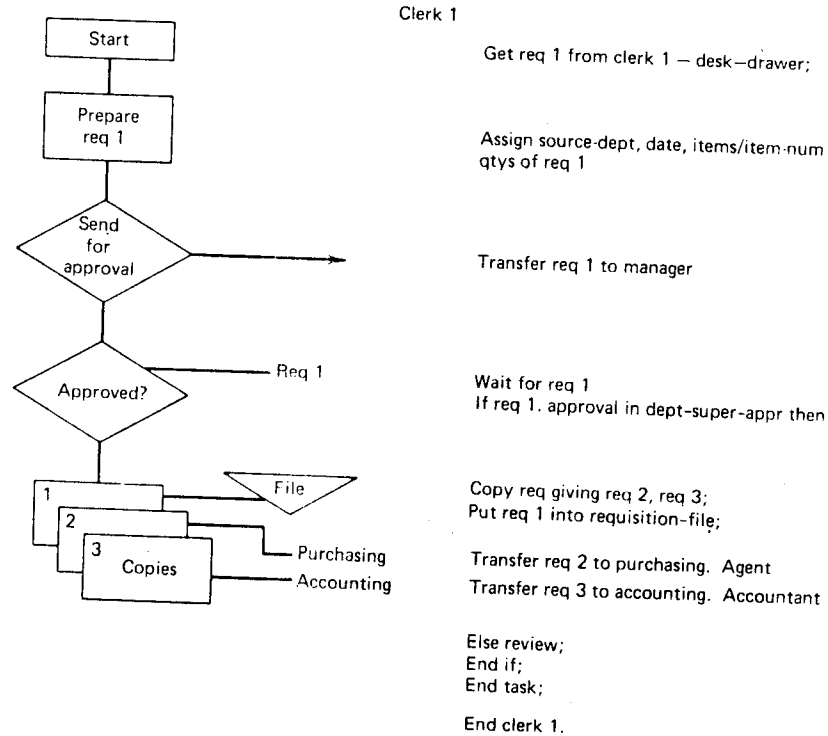 Clerk 1
Start
Get req 1 from clerk 1 – desk–drawer;
Prepare
req 1
Assign source-dept, date, items/item-num
qtys of req 1
Send
for
approval
Transfer req 1 to manager
Req 1
Approved?
Wait for req 1
If req 1. approval in dept-super-appr then
1
File
2
3
Copies
Copy req giving req 2, req 3;
Put req 1 into requisition-file;
Purchasing
Accounting
Transfer req 2 to purchasing. Agent
Transfer req 3 to accounting. Accountant
Else review;
End if;
End task;
End clerk 1.